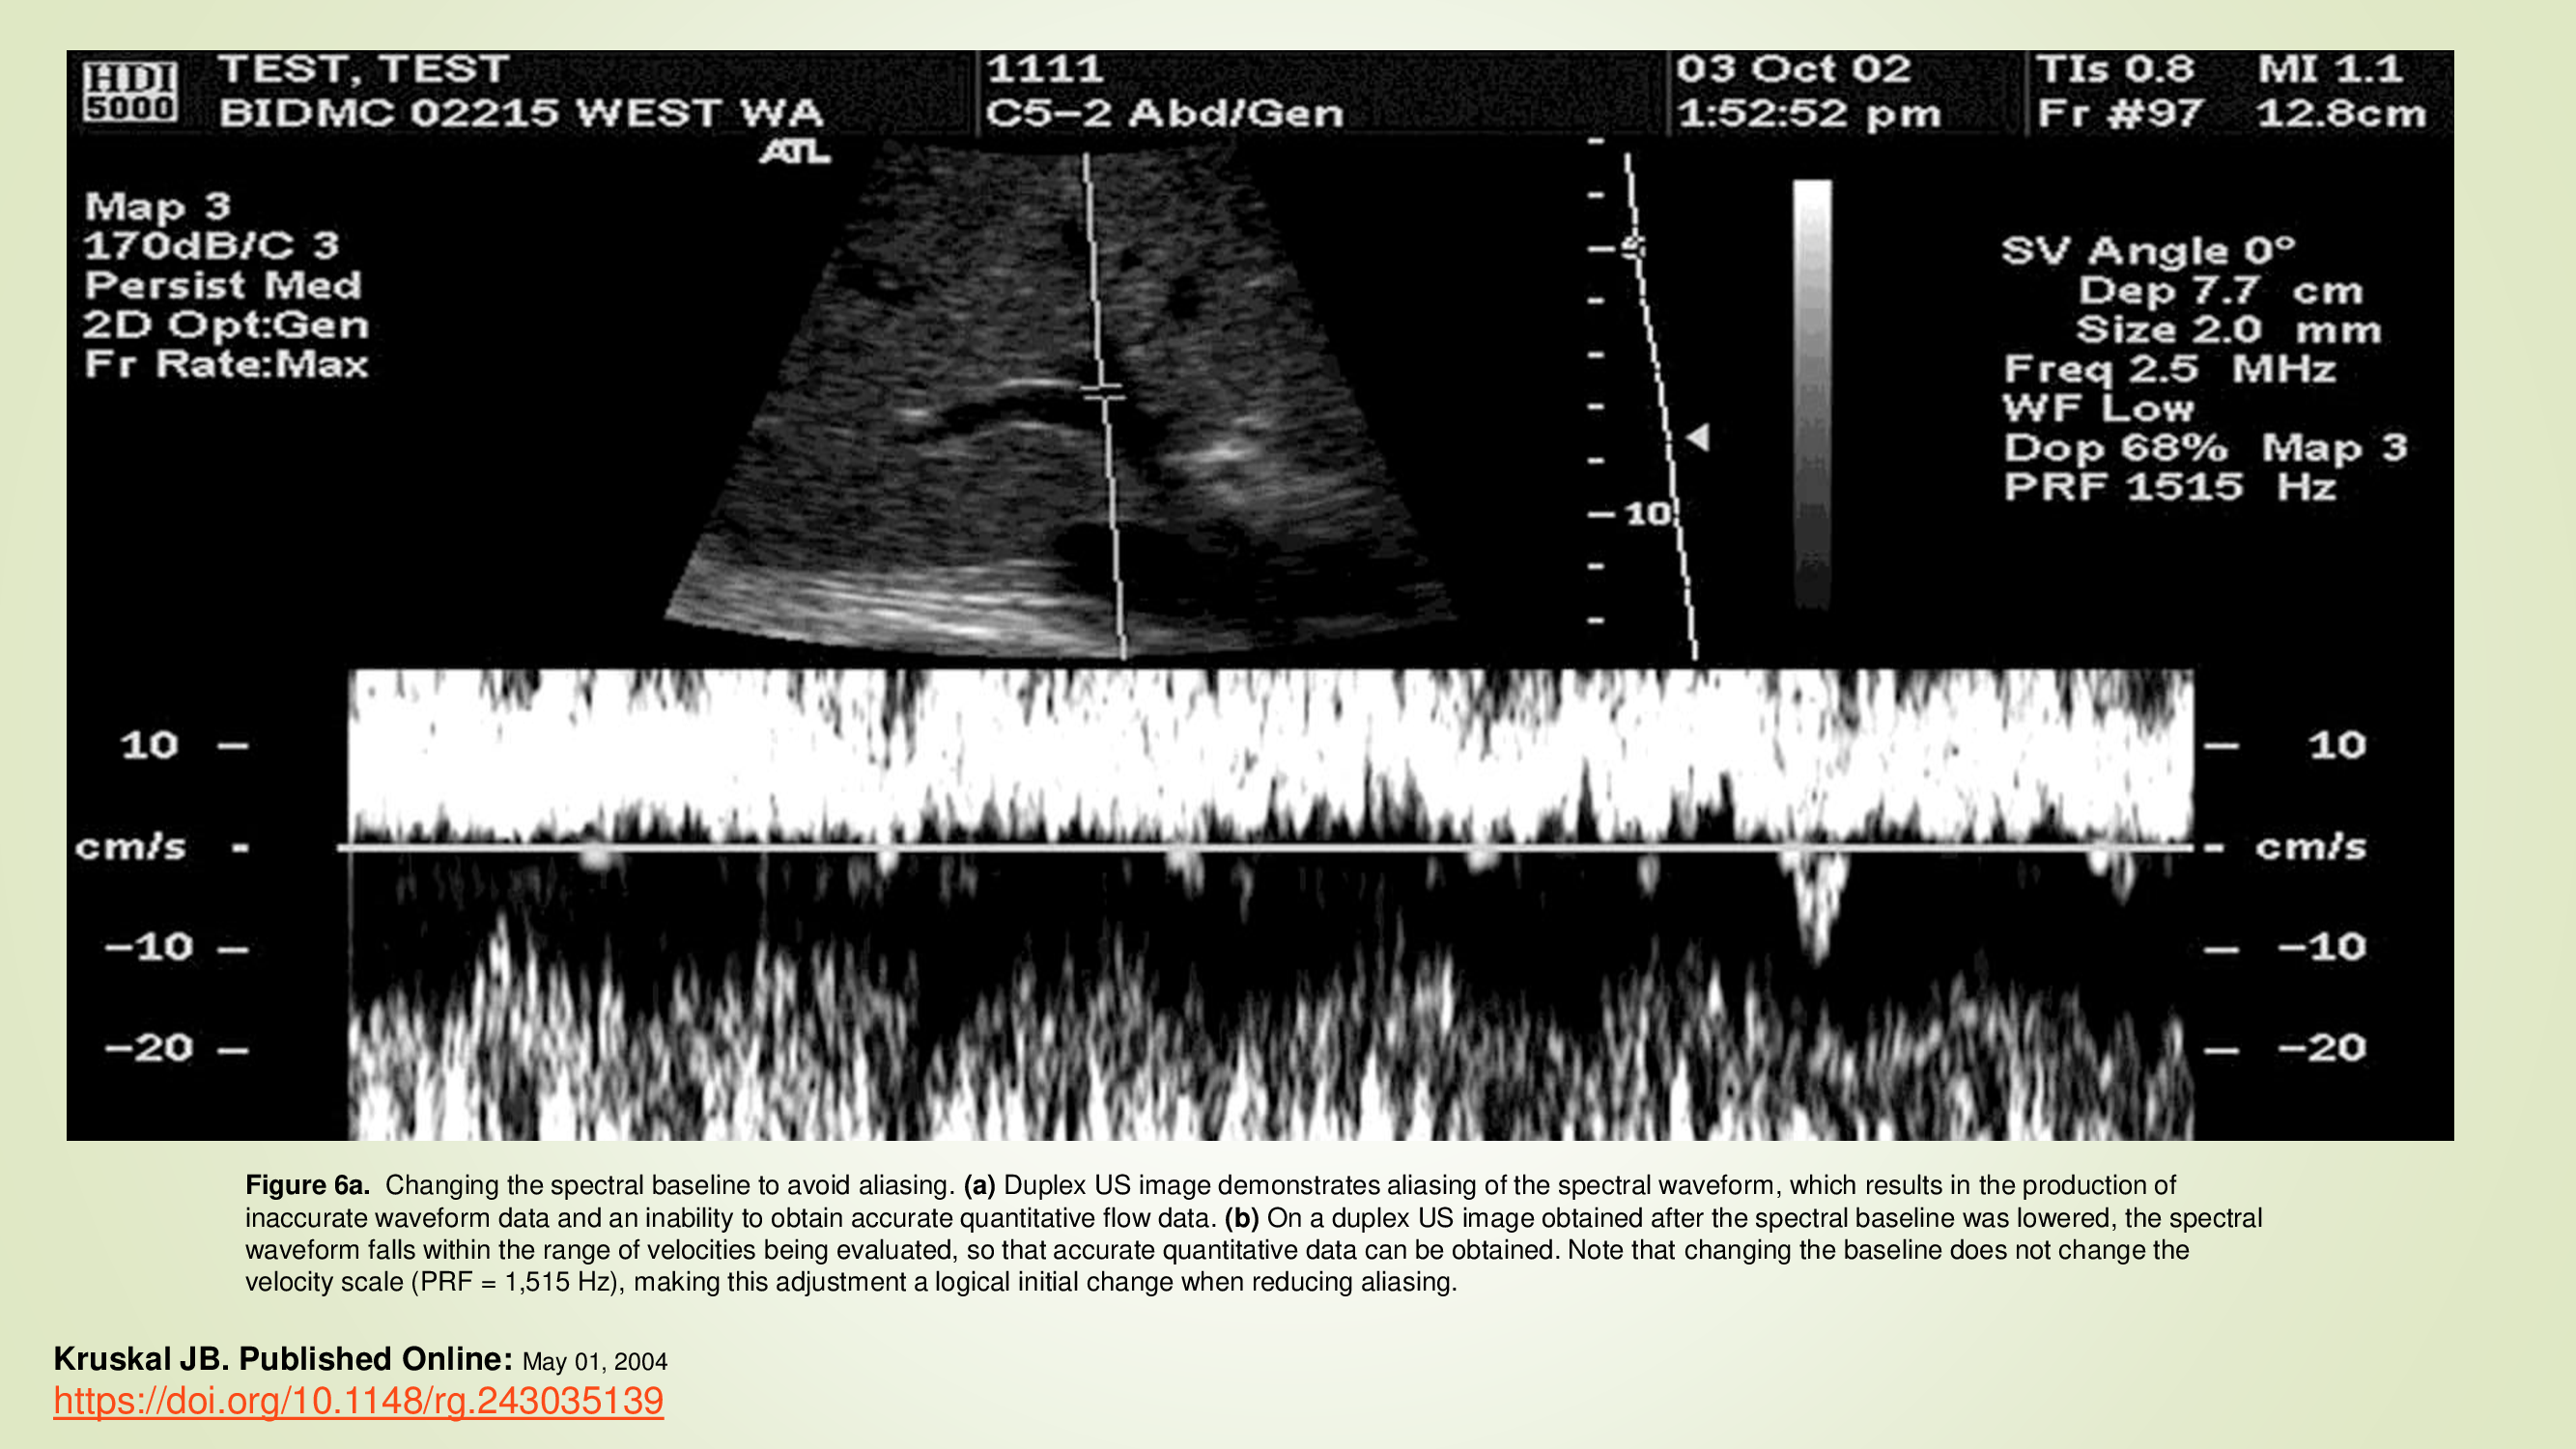 HDI 5000
TEST, TEST
BIDMC 02215 WEST WA
1111
C5-2 Abd/Gen
03 Oct 02
1:52:52 pm
TIs 0.8 MI 1.1
Fr #97 12.8cm
ATL
Map 3
170dB/C 3
Persist Med
2D Opt:Gen
Fr Rate:Max
10
SV Angle 0°
Dep 7.7 cm
Size 2.0 mm
Freq 2.5 MHz
WF Low
Dop 68% Map 3
PRF 1515 Hz
10 10
cm/s cm/s
-10 -10
-20 -20
Figure 6a. Changing the spectral baseline to avoid aliasing. (a) Duplex US image demonstrates aliasing of the spectral waveform, which results in the production of
inaccurate waveform data and an inability to obtain accurate quantitative flow data. (b) On a duplex US image obtained after the spectral baseline was lowered, the spectral
waveform falls within the range of velocities being evaluated, so that accurate quantitative data can be obtained. Note that changing the baseline does not change the
velocity scale (PRF = 1,515 Hz), making this adjustment a logical initial change when reducing aliasing.
Kruskal JB. Published Online: May 01, 2004
https://doi.org/10.1148/rg.243035139